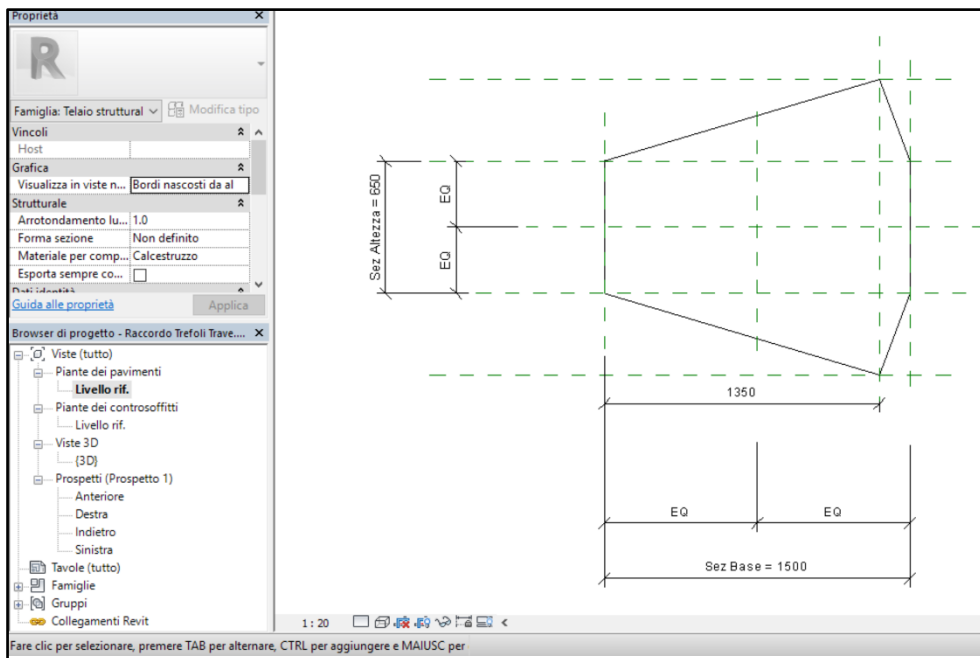 Proprietà
Famiglia: Telaio struttural
Modifica tipo
Vincoli
Host
Grafica
Visualizza in viste n... Bordi nascosti da al
Strutturale
Arrotondamento lu... 1.0
Forma sezione Non definito
Materiale per comp... Calcestruzzo
Esporta sempre co...
Dati identità
Guida alle proprietà
Applica
Browser di progetto - Raccordo Trefoli Trave....
Viste (tutto)
Piante dei pavimenti
Livello rif.
Piante dei controsoffitti
Livello rif.
Viste 3D
{3D}
Prospetti (Prospetto 1)
Anteriore
Destra
Indietro
Sinistra
Tavole (tutto)
Famiglie
Gruppi
Collegamenti Revit
Sez Altezza = 650
EQ
EQ
1350
EQ
EQ
Sez Base = 1500
1 : 20
Fare clic per selezionare, premere TAB per alternare, CTRL per aggiungere e MAIUSC per